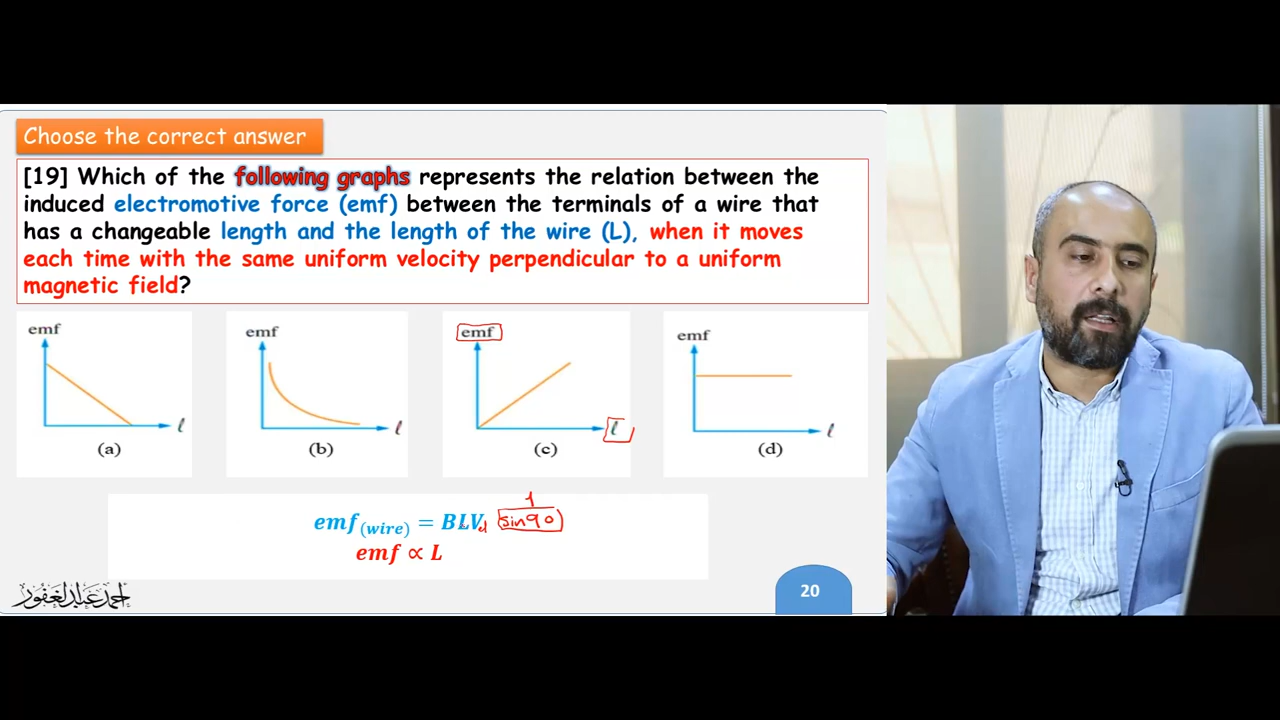 Choose the correct answer
[19] Which of the following graphs represents the relation between the
induced electromotive force (emf) between the terminals of a wire that
has a changeable length and the length of the wire (L), when it moves
each time with the same uniform velocity perpendicular to a uniform
magnetic field?
emf
l
(a)
emf
l
(b)
emf
l
(c)
emf
l
(d)
1
emf(wire) = BLV sin90
emf ∝ L
احمد عبد الغفور
20